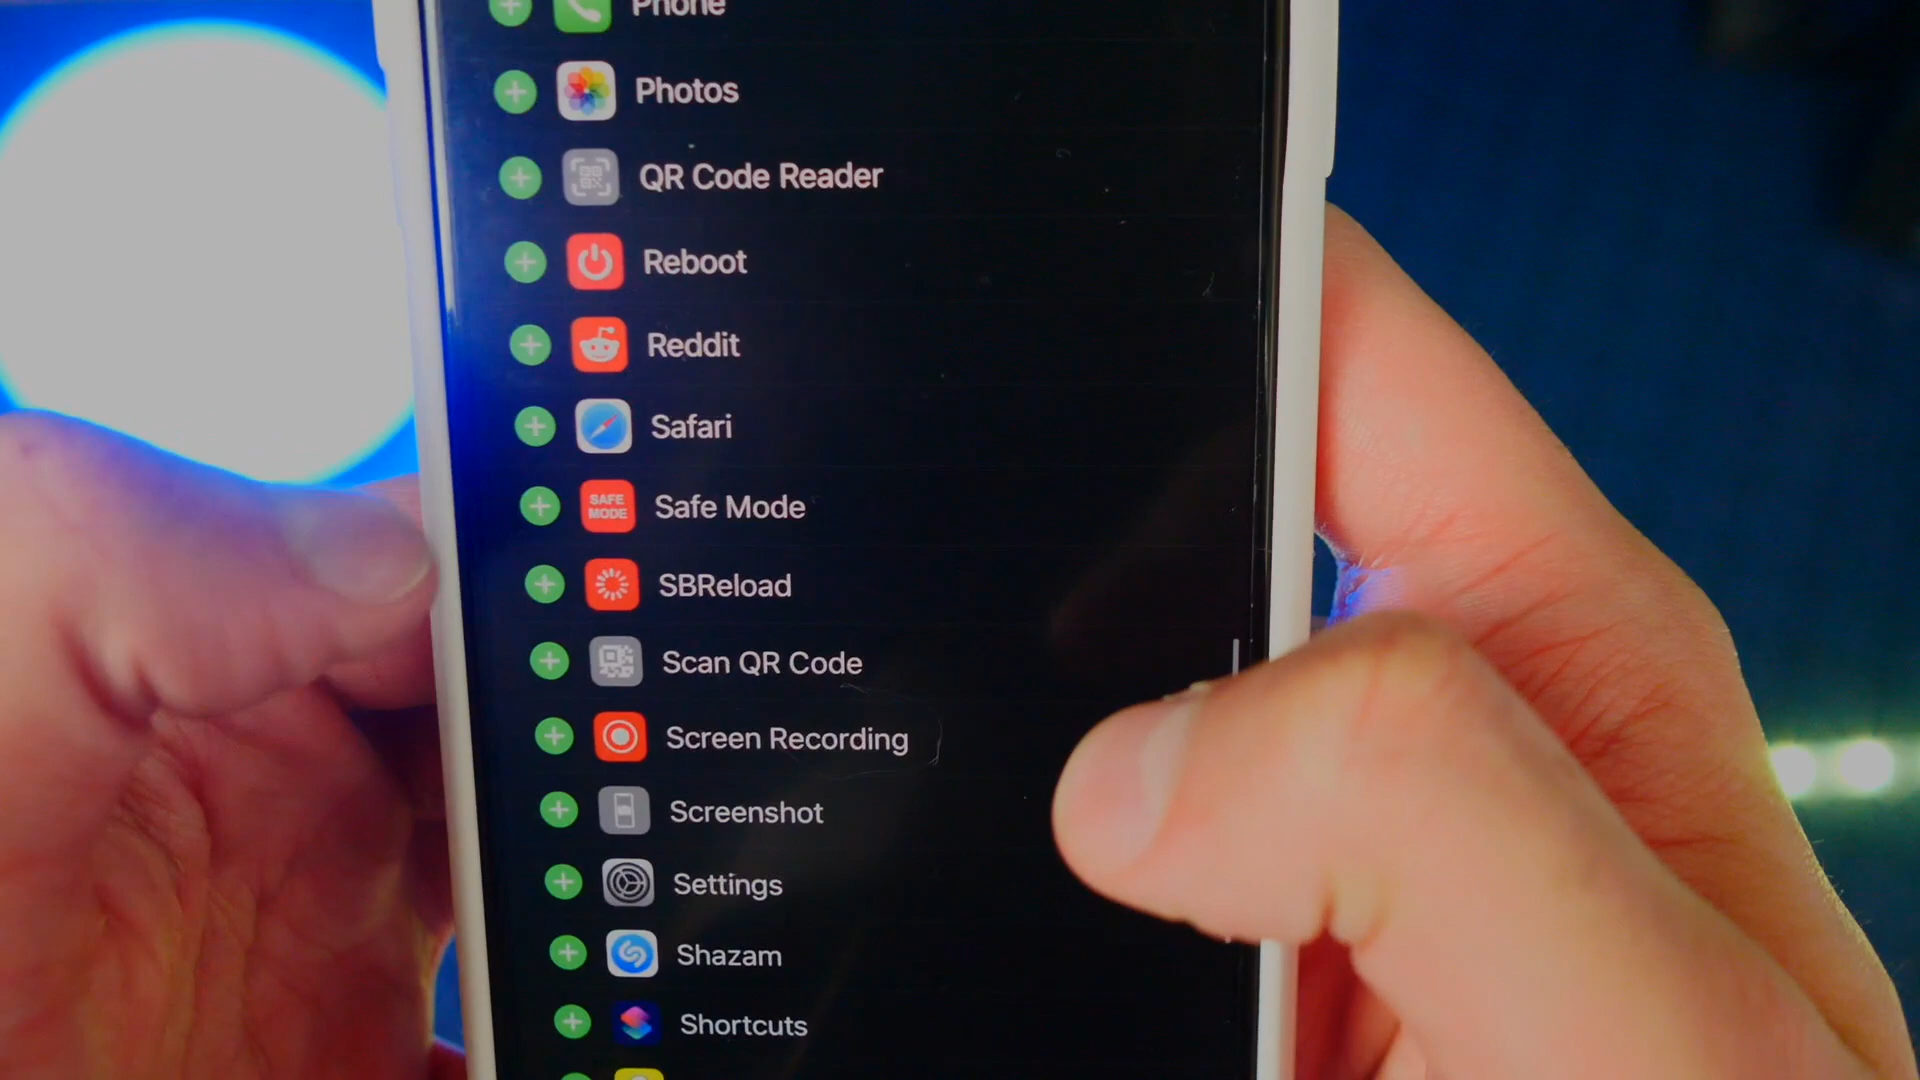 Phone
Photos
QR Code Reader
Reboot
Reddit
Safari
SAFE
MODE
Safe Mode
SBReload
Scan QR Code
Screen Recording
Screenshot
Settings
Shazam
Shortcuts